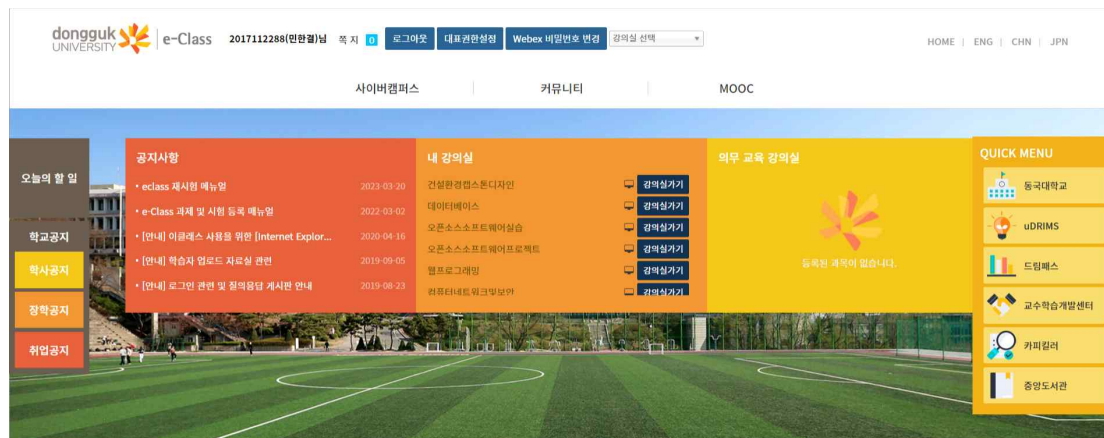 dongguk
UNIVERSITY
e-Class
2017112288(민한결)님 쪽지 0 로그아웃 대표권한설정 Webex 비밀번호 변경 강의실 선택
HOME | ENG | CHN | JPN
사이버캠퍼스 커뮤니티 MOOC
오늘의 할 일
학교공지
학사공지
장학공지
취업공지
공지사항
• eclass 재시험 메뉴얼 2023-03-20
• e-Class 과제 및 시험 등록 메뉴얼 2022-03-02
• [안내] 이클래스 사용을 위한 [Internet Explor... 2020-04-16
• [안내] 학습자 업로드 자료실 관련 2019-09-05
• [안내] 로그인 관련 및 질의응답 게시판 안내 2019-08-23
내 강의실
건설환경캡스톤디자인 강의실가기
데이터베이스 강의실가기
오픈소스소프트웨어실습 강의실가기
오픈소스소프트웨어프로젝트 강의실가기
웹프로그래밍 강의실가기
컴퓨터네트워크및보안 강의실가기
의무 교육 강의실
등록된 과목이 없습니다.
QUICK MENU
동국대학교
uDRIMS
드림패스
교수학습개발센터
카피킬러
중앙도서관